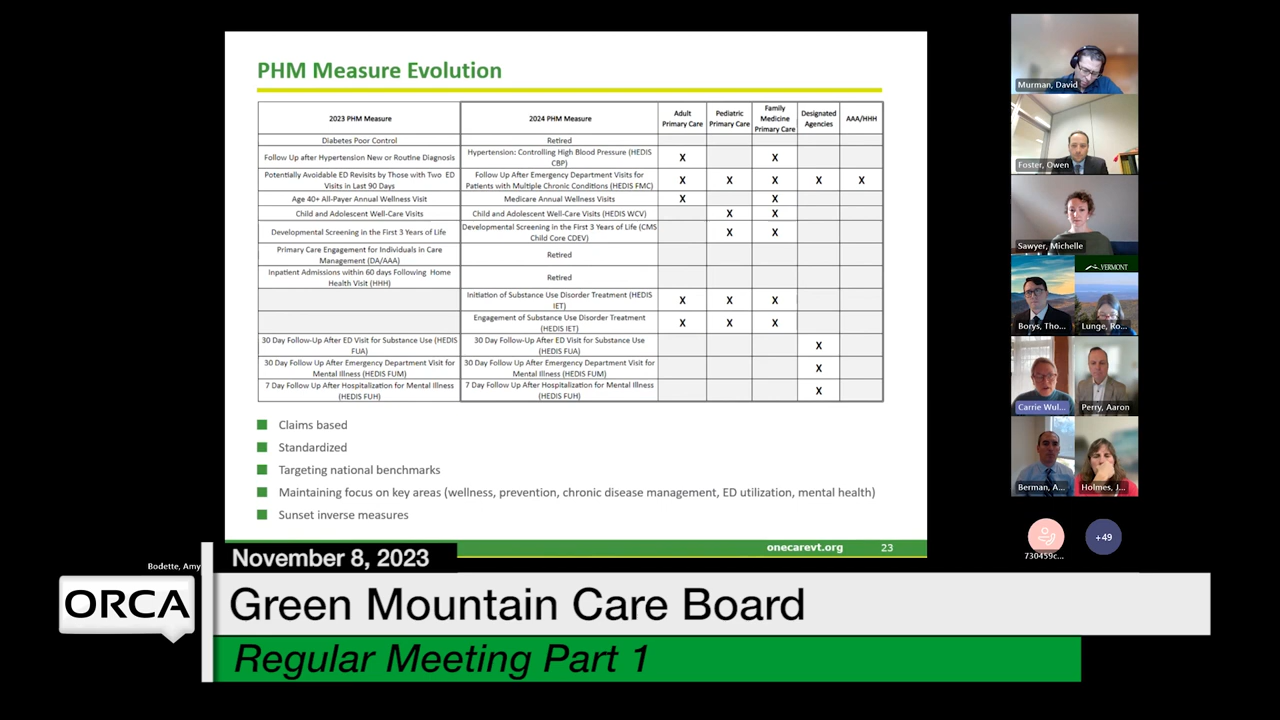 PHM Measure Evolution
2023 PHM Measure
2024 PHM Measure
Adult
Primary Care
Pediatric
Primary Care
Family
Medicine
Primary Care
Designated
Agencies
AAA/HHH
Diabetes Poor Control
Retired
Follow Up after Hypertension New or Routine Diagnosis
Hypertension: Controlling High Blood Pressure (HEDIS
CBP)
X X
Potentially Avoidable ED Revisits by Those with Two ED
Visits in Last 90 Days
Follow Up After Emergency Department Visits for
Patients with Multiple Chronic Conditions (HEDIS FMC)
X X X X X
Age 40+ All-Payer Annual Wellness Visit
Medicare Annual Wellness Visits
X X
Child and Adolescent Well-Care Visits
Child and Adolescent Well-Care Visits (HEDIS WCV)
X X
Developmental Screening in the First 3 Years of Life
Developmental Screening in the First 3 Years of Life (CMS
Child Core CDEV)
X X
Primary Care Engagement for Individuals in Care
Management (DA/AAA)
Retired
Inpatient Admissions within 60 days Following Home
Health Visit (HHH)
Retired
Initiation of Substance Use Disorder Treatment (HEDIS
IET)
X X X
Engagement of Substance Use Disorder Treatment
(HEDIS IET)
X X X
30 Day Follow-Up After ED Visit for Substance Use (HEDIS
FUA)
30 Day Follow-Up After ED Visit for Substance Use
(HEDIS FUA)
X
30 Day Follow Up After Emergency Department Visit for
Mental Illness (HEDIS FUM)
30 Day Follow Up After Emergency Department Visit for
Mental Illness (HEDIS FUM)
X
7 Day Follow Up After Hospitalization for Mental Illness
(HEDIS FUH)
7 Day Follow Up After Hospitalization for Mental Illness
(HEDIS FUH)
X
Claims based
Standardized
Targeting national benchmarks
Maintaining focus on key areas (wellness, prevention, chronic disease management, ED utilization, mental health)
Sunset inverse measures
onecarevt.org 23
Murman, David
Foster, Owen
Sawyer, Michelle
VERMONT
Borys, Tho...
Lunge, Ro...
Carrie Wul...
Perry, Aaron
Berman, A...
Holmes, J...
730459c...
+49
Bodette, Amy
November 8, 2023
ORCA
Green Mountain Care Board
Regular Meeting Part 1